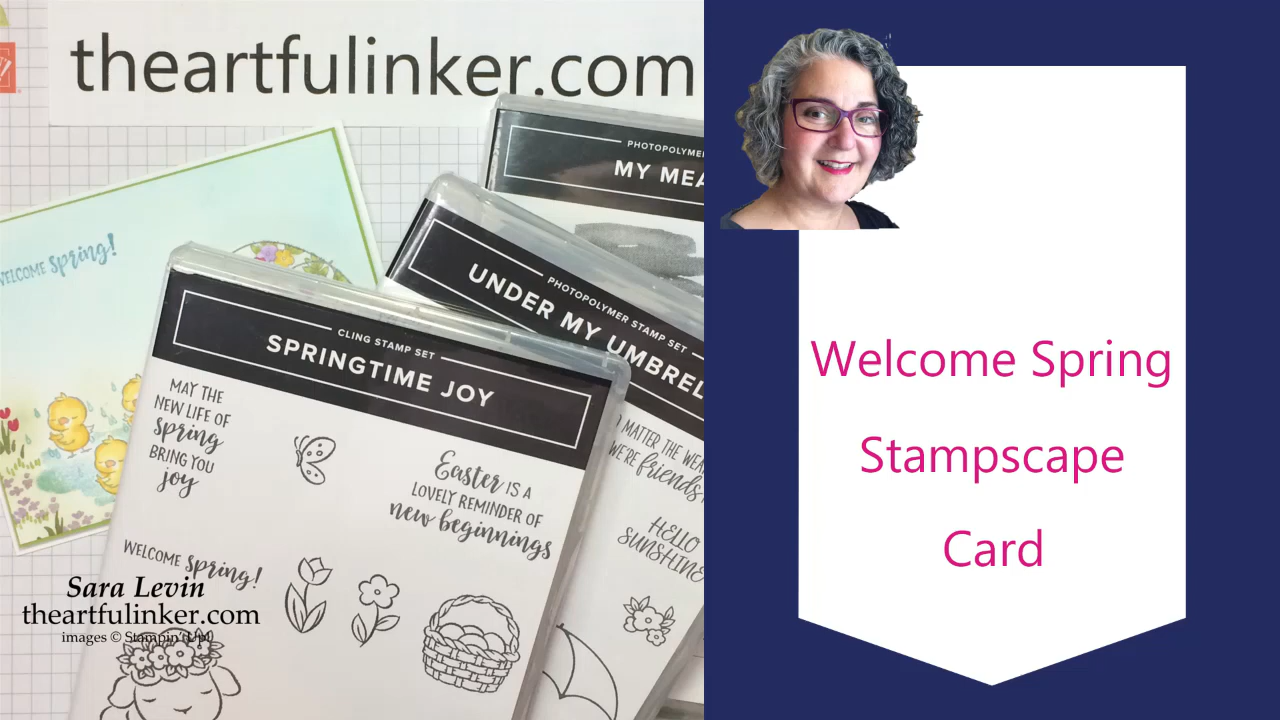 theartfulinker.com
WELCOME spring!
PHOTOPOLYMER
MY MEA
PHOTOPOLYMER STAMP SET
UNDER MY UMBREL
CLING STAMP SET
SPRINGTIME JOY
MAY THE
NEW LIFE OF
spring
BRING YOU
joy
Easter IS A
LOVELY REMINDER OF
new beginnings
MATTER THE
WE'RE friends
HELLO
SUNSHINE
WELCOME spring!
Sara Levin
theartfulinker.com
images © Stampin' Up!
Welcome Spring
Stampscape
Card